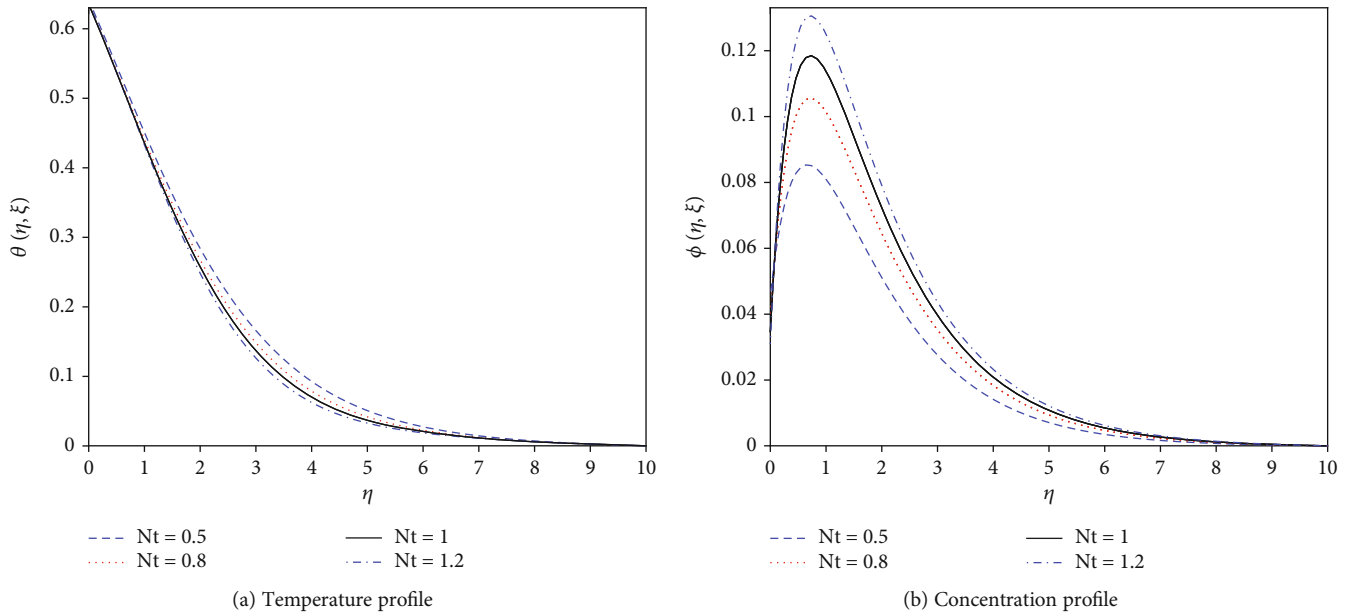 0.6
0.5
0.4
0.3
0.2
0.1
0
θ (η, ξ)
0 1 2 3 4 5 6 7 8 9 10
η
Nt = 0.5
Nt = 1
Nt = 0.8
Nt = 1.2
(a) Temperature profile
0.12
0.1
0.08
0.06
0.04
0.02
0
ϕ (η, ξ)
0 1 2 3 4 5 6 7 8 9 10
η
Nt = 0.5
Nt = 1
Nt = 0.8
Nt = 1.2
(b) Concentration profile